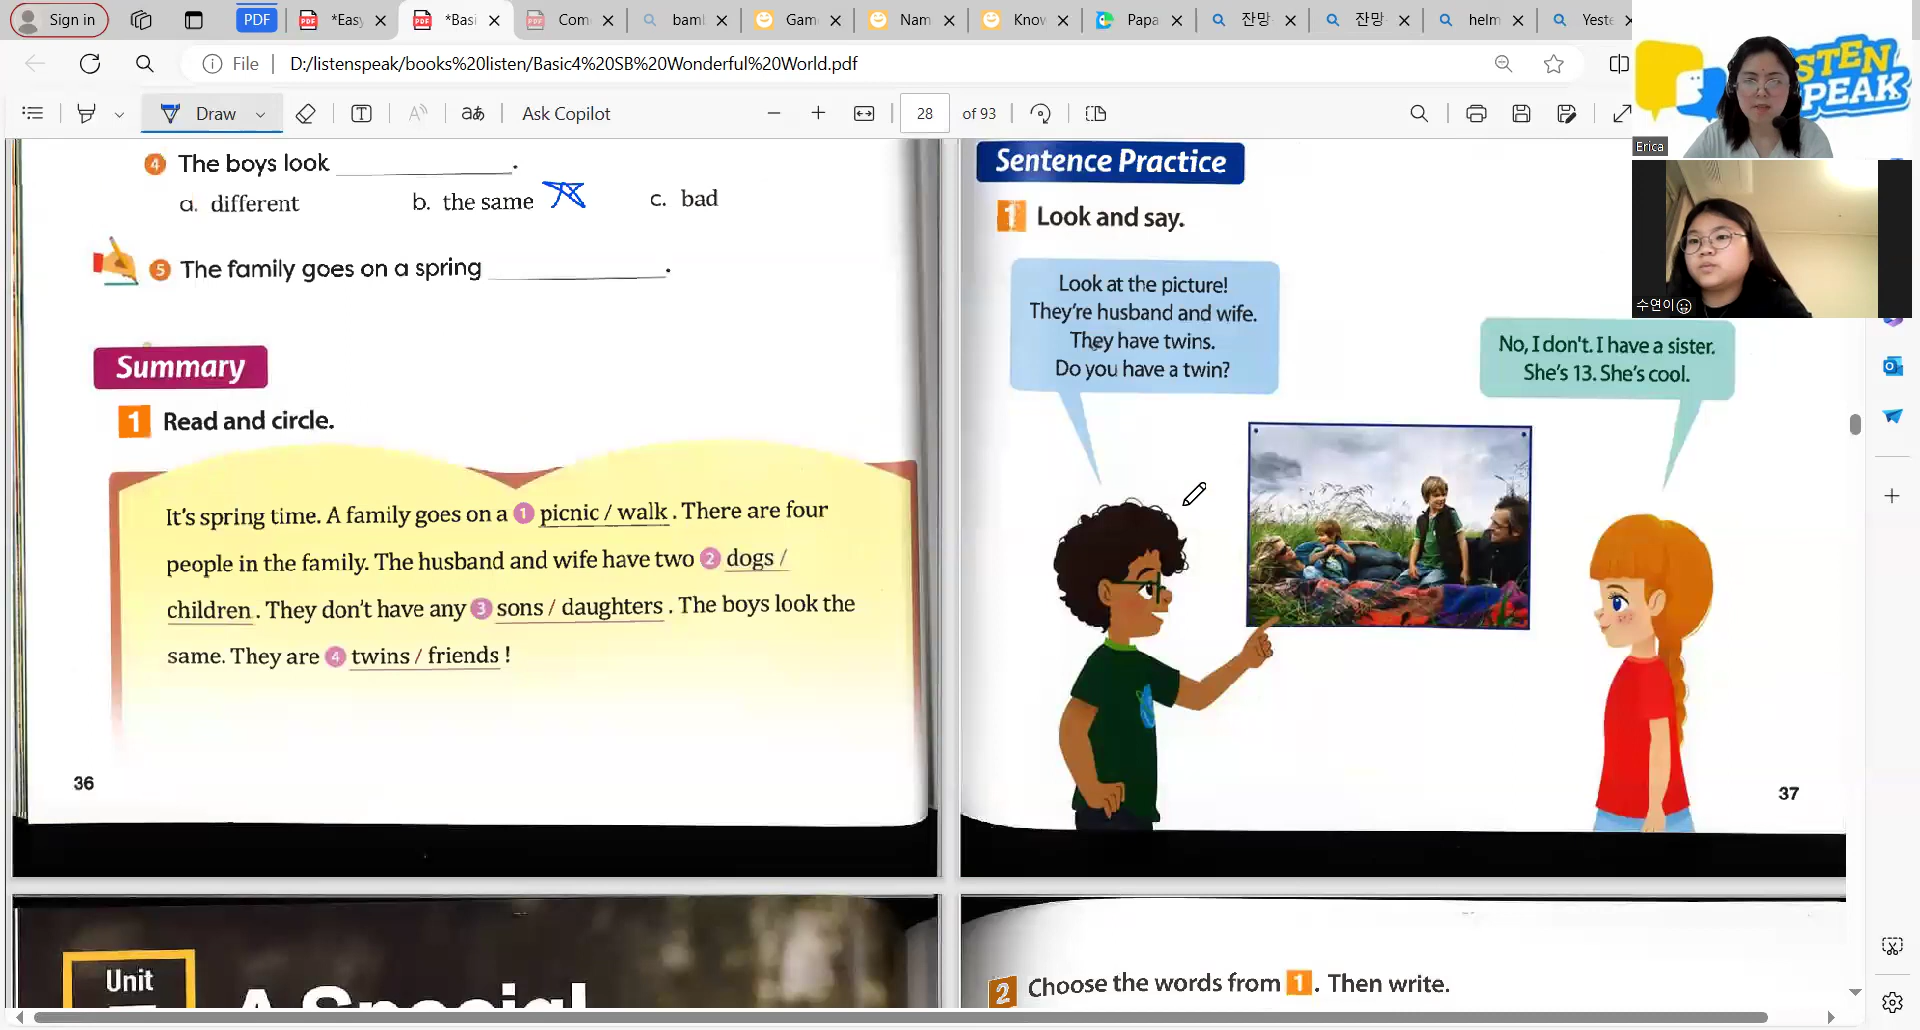 Sign in
PDF
*Easy
*Basi
Com
baml
Gam
Nam
Know
Papa
잔망
잔망
helm
Yeste
File
D:/listenspeak/books%20listen/Basic4%20SB%20Wonderful%20World.pdf
Draw
aあ
Ask Copilot
28
of 93
Erica
수연이
4 The boys look ____________.
a. different b. the same c. bad
5 The family goes on a spring ____________.
Summary
1 Read and circle.
It's spring time. A family goes on a 1 picnic / walk. There are four
people in the family. The husband and wife have two 2 dogs /
children. They don't have any 3 sons / daughters. The boys look the
same. They are 4 twins / friends!
36
Unit
A Special
Sentence Practice
1 Look and say.
Look at the picture!
They're husband and wife.
They have twins.
Do you have a twin?
No, I don't. I have a sister.
She's 13. She's cool.
37
2 Choose the words from 1. Then write.